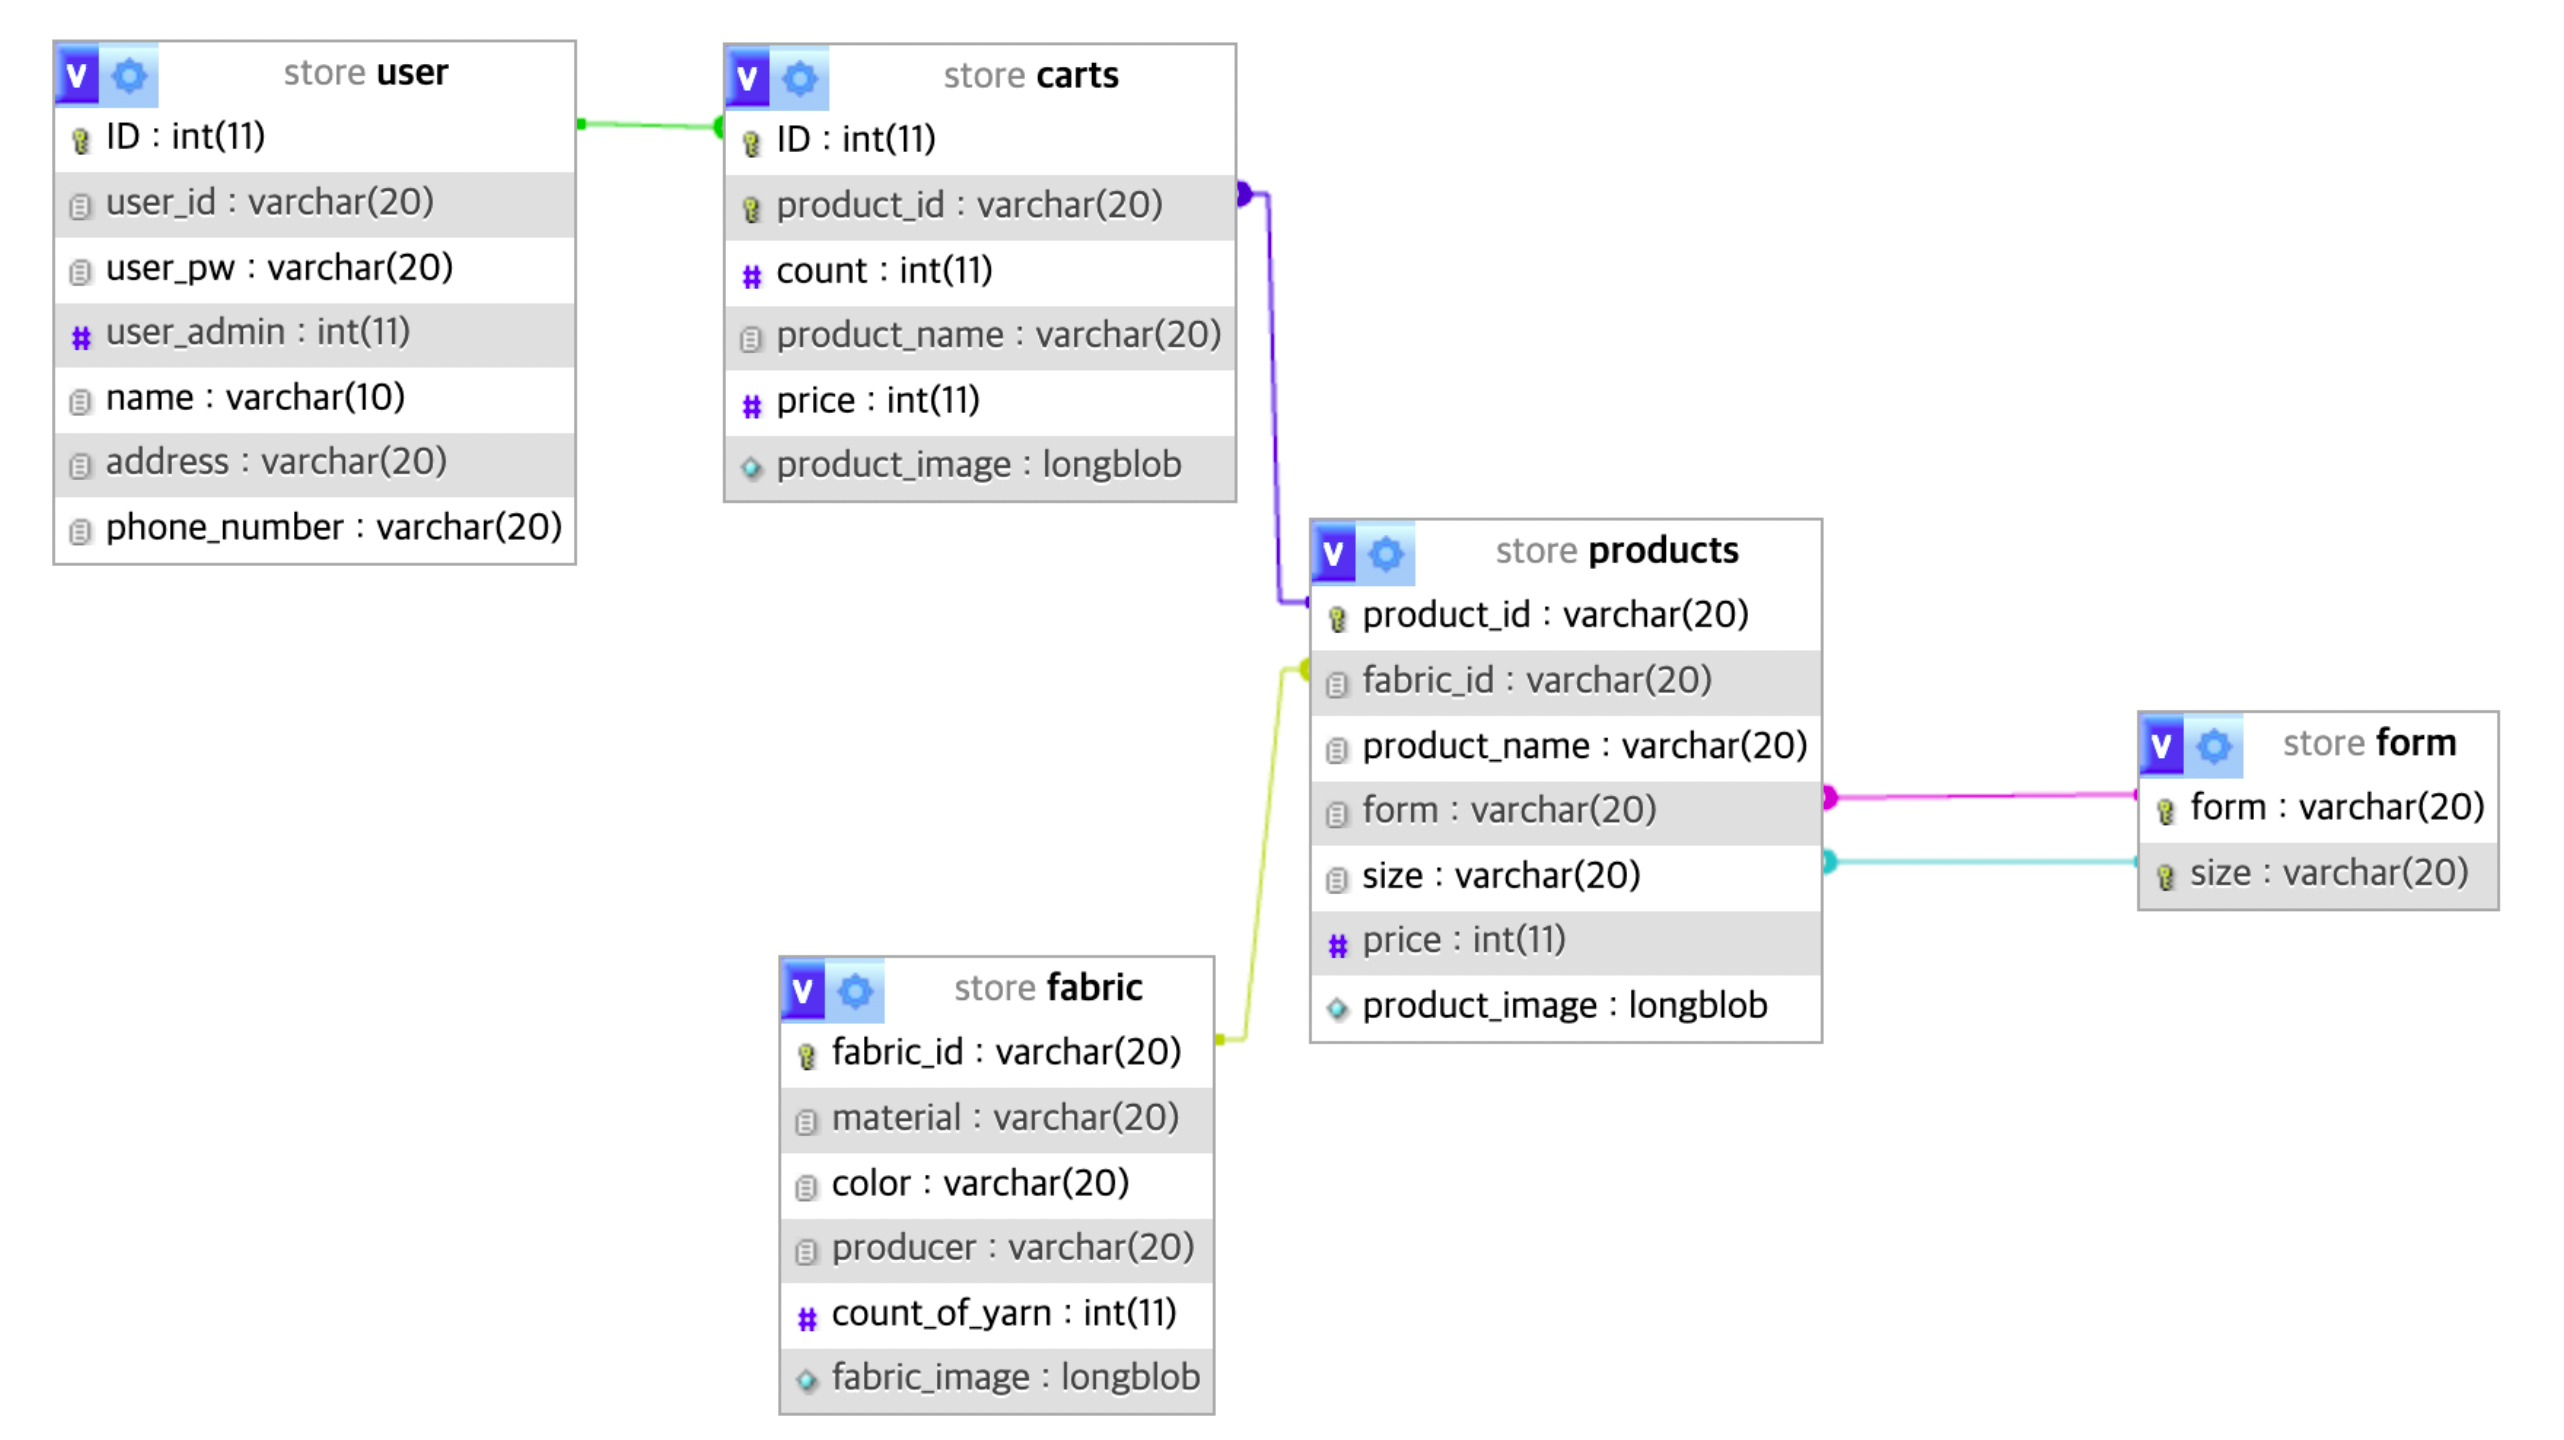 v store user
ID : int(11)
user_id : varchar(20)
user_pw : varchar(20)
# user_admin : int(11)
name : varchar(10)
address : varchar(20)
phone_number : varchar(20)
v store carts
ID : int(11)
product_id : varchar(20)
# count : int(11)
product_name : varchar(20)
# price : int(11)
product_image : longblob
v store products
product_id : varchar(20)
fabric_id : varchar(20)
product_name : varchar(20)
form : varchar(20)
size : varchar(20)
# price : int(11)
product_image : longblob
v store form
form : varchar(20)
size : varchar(20)
v store fabric
fabric_id : varchar(20)
material : varchar(20)
color : varchar(20)
producer : varchar(20)
# count_of_yarn : int(11)
fabric_image : longblob